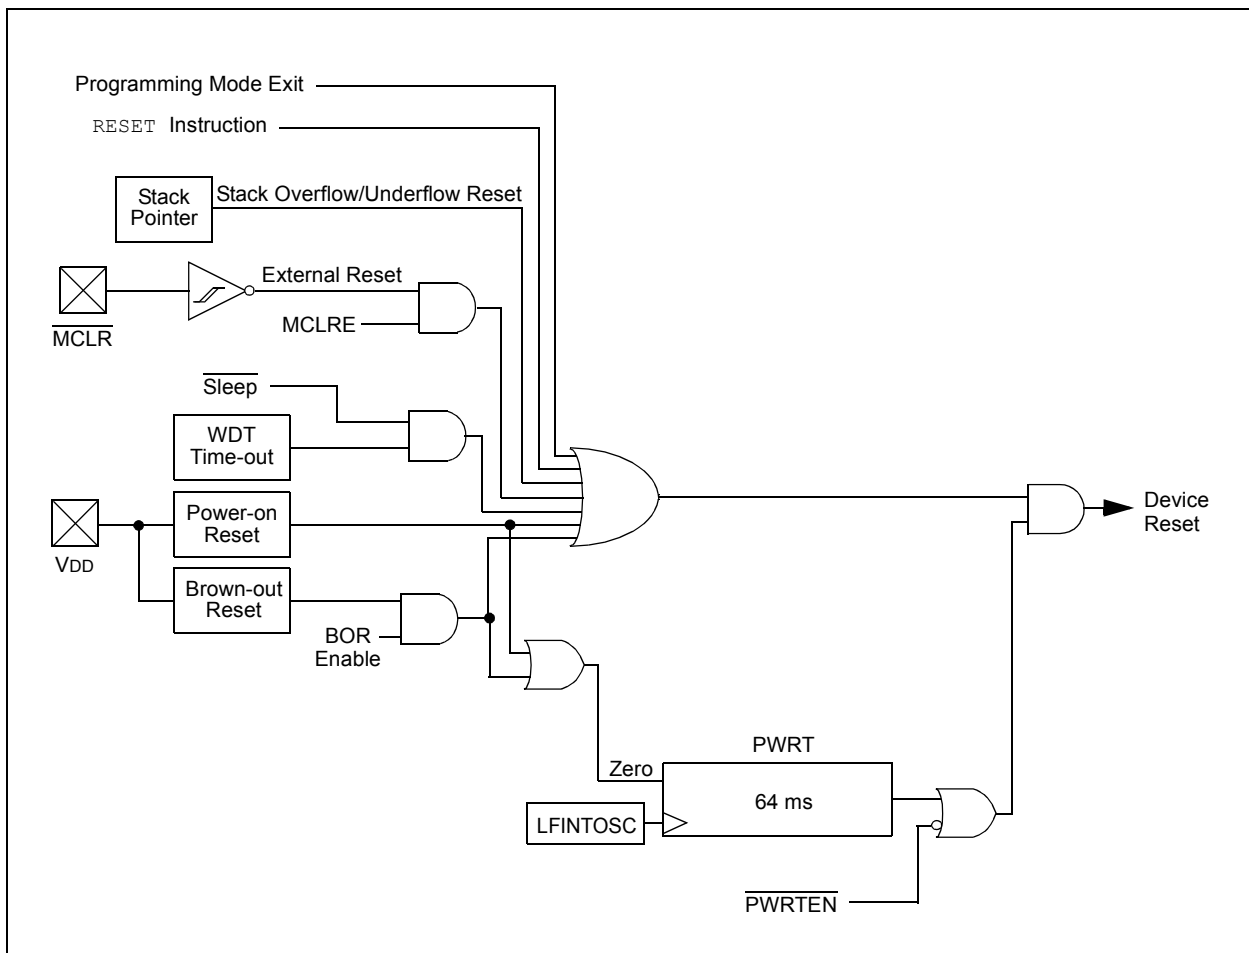 Programming Mode Exit
RESET Instruction
Stack
Pointer
Stack Overflow/Underflow Reset
External Reset
MCLRE
MCLR
Sleep
WDT
Time-out
Power-on
Reset
VDD
Brown-out
Reset
BOR
Enable
Device
Reset
PWRT
Zero
64 ms
LFINTOSC
PWRTEN